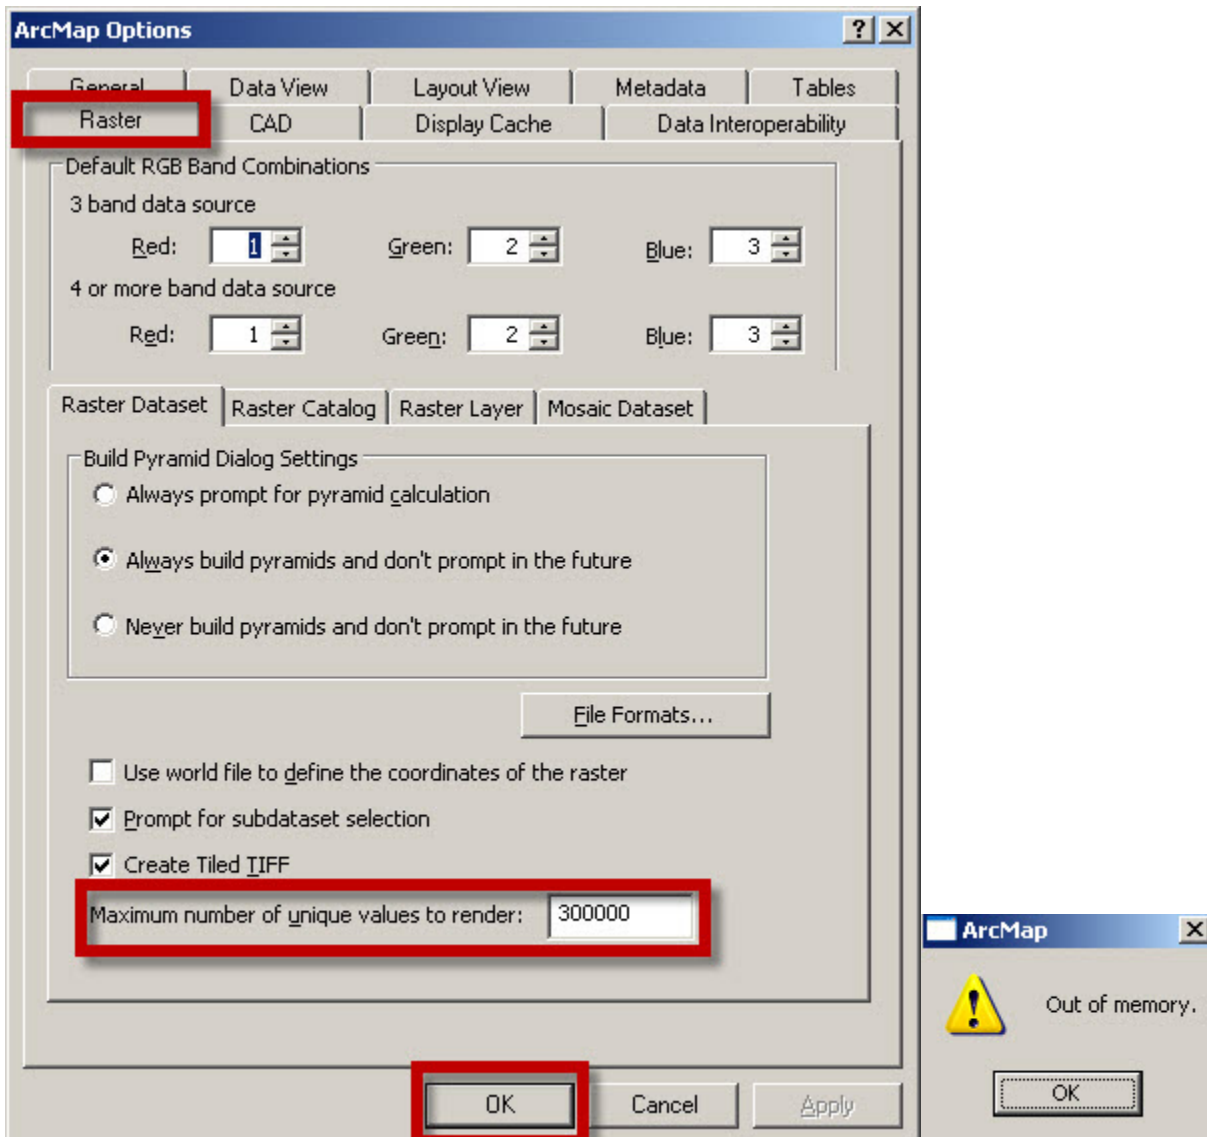 ArcMap Options
General Data View Layout View Metadata Tables
Raster CAD Display Cache Data Interoperability
Default RGB Band Combinations
3 band data source
Red: 1 Green: 2 Blue: 3
4 or more band data source
Red: 1 Green: 2 Blue: 3
Raster Dataset Raster Catalog Raster Layer Mosaic Dataset
Build Pyramid Dialog Settings
Always prompt for pyramid calculation
Always build pyramids and don't prompt in the future
Never build pyramids and don't prompt in the future
File Formats...
Use world file to define the coordinates of the raster
Prompt for subdataset selection
Create Tiled TIFF
Maximum number of unique values to render: 300000
OK Cancel Apply
ArcMap
Out of memory.
OK